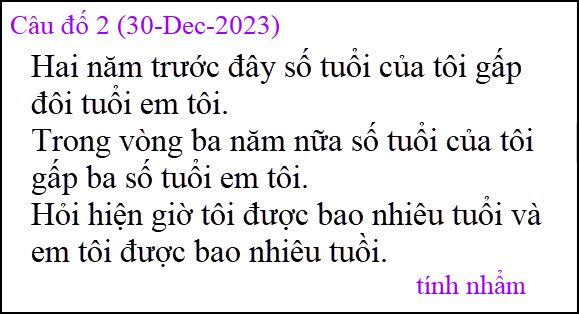 Câu đố 2 (30-Dec-2023)
Hai năm trước đây số tuổi của tôi gấp
đôi tuổi em tôi.
Trong vòng ba năm nữa số tuổi của tôi
gấp ba số tuổi em tôi.
Hỏi hiện giờ tôi được bao nhiêu tuổi và
em tôi được bao nhiêu tuồi.
tính nhẩm